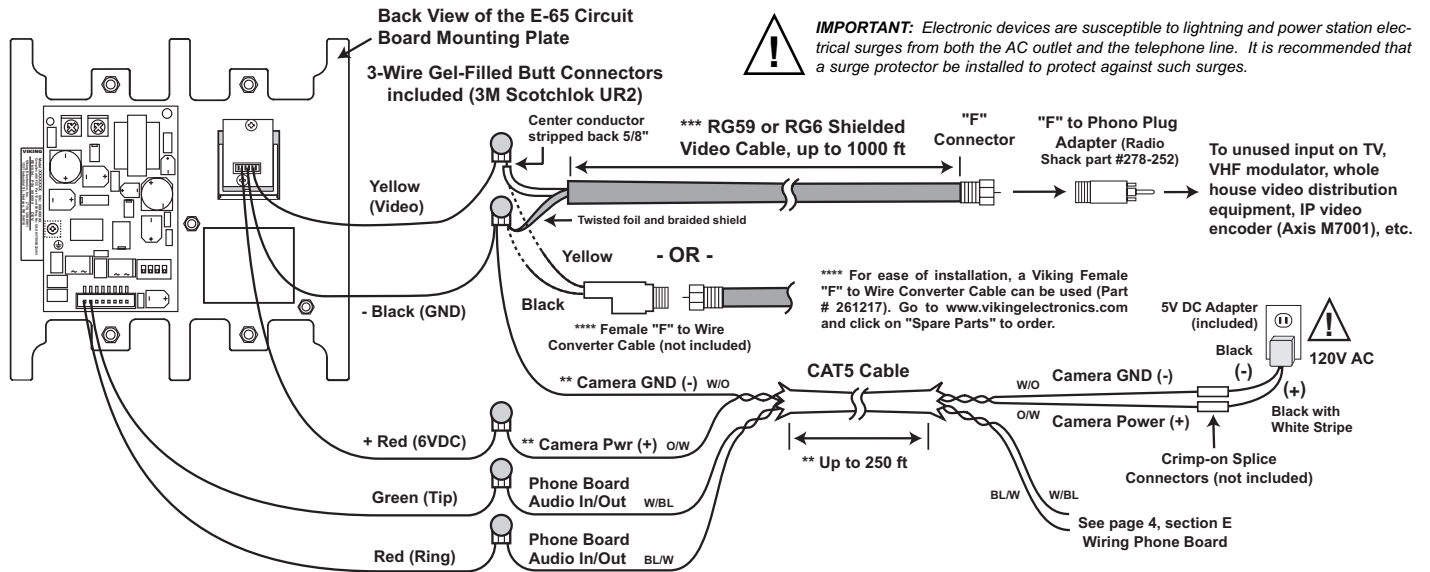 Back View of the E-65 Circuit
Board Mounting Plate
IMPORTANT: Electronic devices are susceptible to lightning and power station elec-
trical surges from both the AC outlet and the telephone line. It is recommended that
a surge protector be installed to protect against such surges.
3-Wire Gel-Filled Butt Connectors
included (3M Scotchlok UR2)
Center conductor
stripped back 5/8"
*** RG59 or RG6 Shielded
Video Cable, up to 1000 ft
"F"
Connector
"F" to Phono Plug
Adapter (Radio
Shack part #278-252)
To unused input on TV,
VHF modulator, whole
house video distribution
equipment, IP video
encoder (Axis M7001), etc.
VIKING
Yellow
(Video)
Twisted foil and braided shield
Yellow
- OR -
Black
**** Female "F" to Wire
Converter Cable (not included)
**** For ease of installation, a Viking Female
"F" to Wire Converter Cable can be used (Part
# 261217). Go to www.vikingelectronics.com
and click on "Spare Parts" to order.
- Black (GND)
5V DC Adapter
(included)
120V AC
Black
(-)
(+)
Black with
White Stripe
** Camera GND (-) W/O
CAT5 Cable
W/O Camera GND (-)
O/W Camera Power (+)
+ Red (6VDC)
** Camera Pwr (+) O/W
** Up to 250 ft
Crimp-on Splice
Connectors (not included)
Green (Tip)
Phone Board
Audio In/Out W/BL
BL/W
W/BL
See page 4, section E
Wiring Phone Board
Red (Ring)
Phone Board
Audio In/Out BL/W